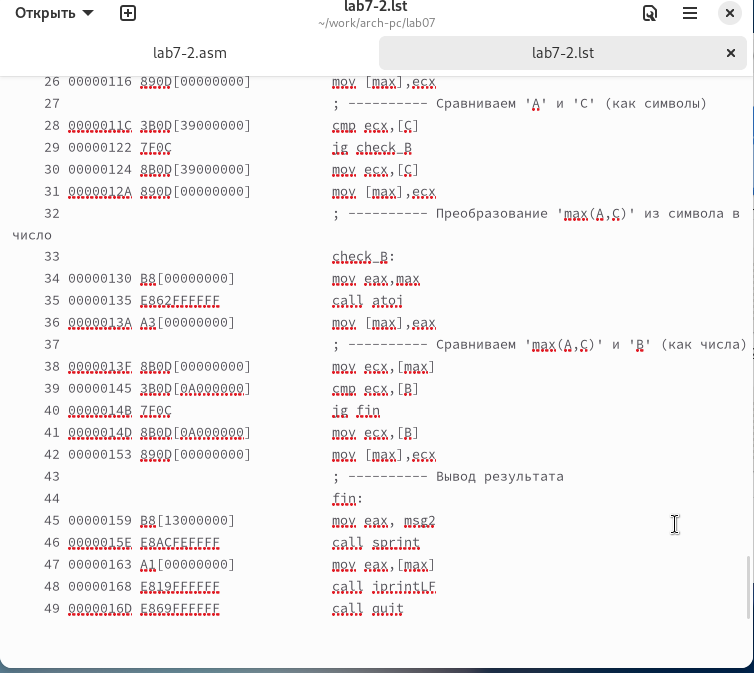 Открыть
lab7-2.lst
~/work/arch-pc/lab07
lab7-2.asm
lab7-2.lst
26 00000116 890D[00000000] mov [max],ecx
27 ; ---------- Сравниваем 'A' и 'C' (как символы)
28 0000011C 3B0D[39000000] cmp ecx,[C]
29 00000122 7F0C jg check_B
30 00000124 8B0D[39000000] mov ecx,[C]
31 0000012A 890D[00000000] mov [max],ecx
32 ; ---------- Преобразование 'max(A,C)' из символа в
число
33 check_B:
34 00000130 B8[00000000] mov eax,max
35 00000135 E862FFFFFF call atoi
36 0000013A A3[00000000] mov [max],eax
37 ; ---------- Сравниваем 'max(A,C)' и 'B' (как числа)
38 0000013F 8B0D[00000000] mov ecx,[max]
39 00000145 3B0D[0A000000] cmp ecx,[B]
40 0000014B 7F0C jg fin
41 0000014D 8B0D[0A000000] mov ecx,[B]
42 00000153 890D[00000000] mov [max],ecx
43 ; ---------- Вывод результата
44 fin:
45 00000159 B8[13000000] mov eax, msg2
46 0000015E E8ACFEFFFF call sprint
47 00000163 A1[00000000] mov eax,[max]
48 00000168 E819FFFFFF call iprintLF
49 0000016D E869FFFFFF call quit